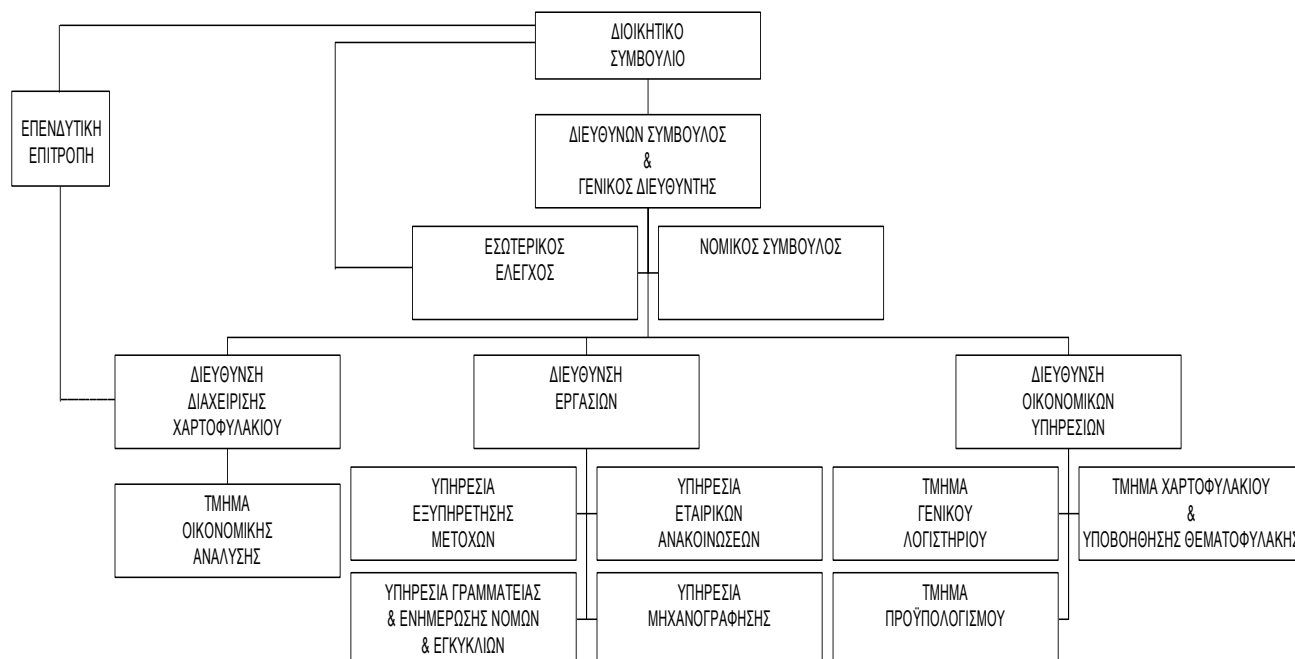 ΔΙΟΙΚΗΤΙΚΟ
ΣΥΜΒΟΥΛΙΟ
ΕΠΕΝΔΥΤΙΚΗ
ΕΠΙΤΡΟΠΗ
ΔΙΕΥΘΥΝΩΝ ΣΥΜΒΟΥΛΟΣ
&
ΓΕΝΙΚΟΣ ΔΙΕΥΘΥΝΤΗΣ
ΕΣΩΤΕΡΙΚΟΣ
ΕΛΕΓΧΟΣ
ΝΟΜΙΚΟΣ ΣΥΜΒΟΥΛΟΣ
ΔΙΕΥΘΥΝΣΗ
ΔΙΑΧΕΙΡΙΣΗΣ
ΧΑΡΤΟΦΥΛΑΚΙΟΥ
ΔΙΕΥΘΥΝΣΗ
ΕΡΓΑΣΙΩΝ
ΔΙΕΥΘΥΝΣΗ
ΟΙΚΟΝΟΜΙΚΩΝ
ΥΠΗΡΕΣΙΩΝ
ΤΜΗΜΑ
ΟΙΚΟΝΟΜΙΚΗΣ
ΑΝΑΛΥΣΗΣ
ΥΠΗΡΕΣΙΑ
ΕΞΥΠΗΡΕΤΗΣΗΣ
ΜΕΤΟΧΩΝ
ΥΠΗΡΕΣΙΑ
ΕΤΑΙΡΙΚΩΝ
ΑΝΑΚΟΙΝΩΣΕΩΝ
ΤΜΗΜΑ
ΓΕΝΙΚΟΥ
ΛΟΓΙΣΤΗΡΙΟΥ
ΤΜΗΜΑ ΧΑΡΤΟΦΥΛΑΚΙΟΥ
&
ΥΠΟΒΟΗΘΗΣΗΣ ΘΕΜΑΤΟΦΥΛΑΚΗΣ
ΥΠΗΡΕΣΙΑ ΓΡΑΜΜΑΤΕΙΑΣ
& ΕΝΗΜΕΡΩΣΗΣ ΝΟΜΩΝ
& ΕΓΚΥΚΛΙΩΝ
ΥΠΗΡΕΣΙΑ
ΜΗΧΑΝΟΓΡΑΦΗΣΗΣ
ΤΜΗΜΑ
ΠΡΟΫΠΟΛΟΓΙΣΜΟΥ